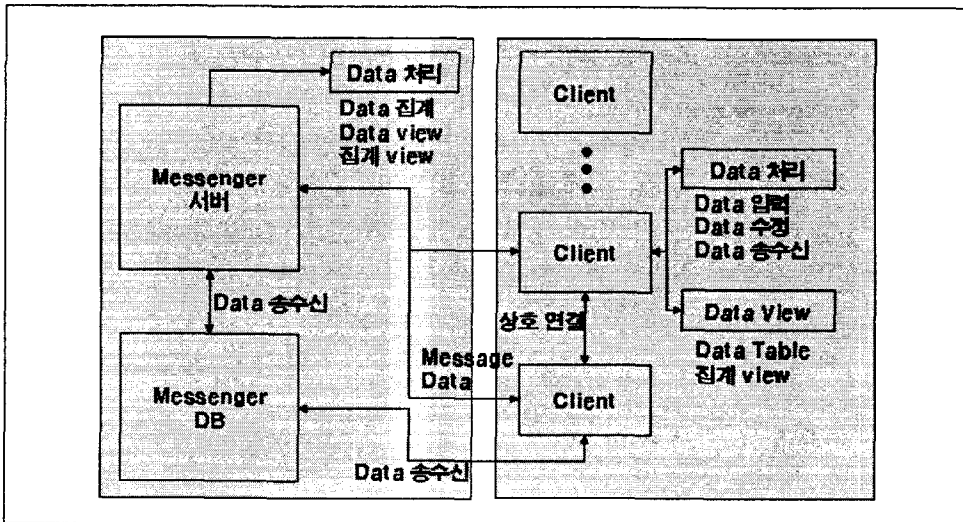 Data 처리
Data 집계
Data view
집계 view
Messenger
서버
Data 송수신
Messenger
DB
Data 송수신
Message
Data
Client
Client
상호 연결
Client
Data 처리
Data 입력
Data 수정
Data 송수신
Data View
Data Table
집계 view